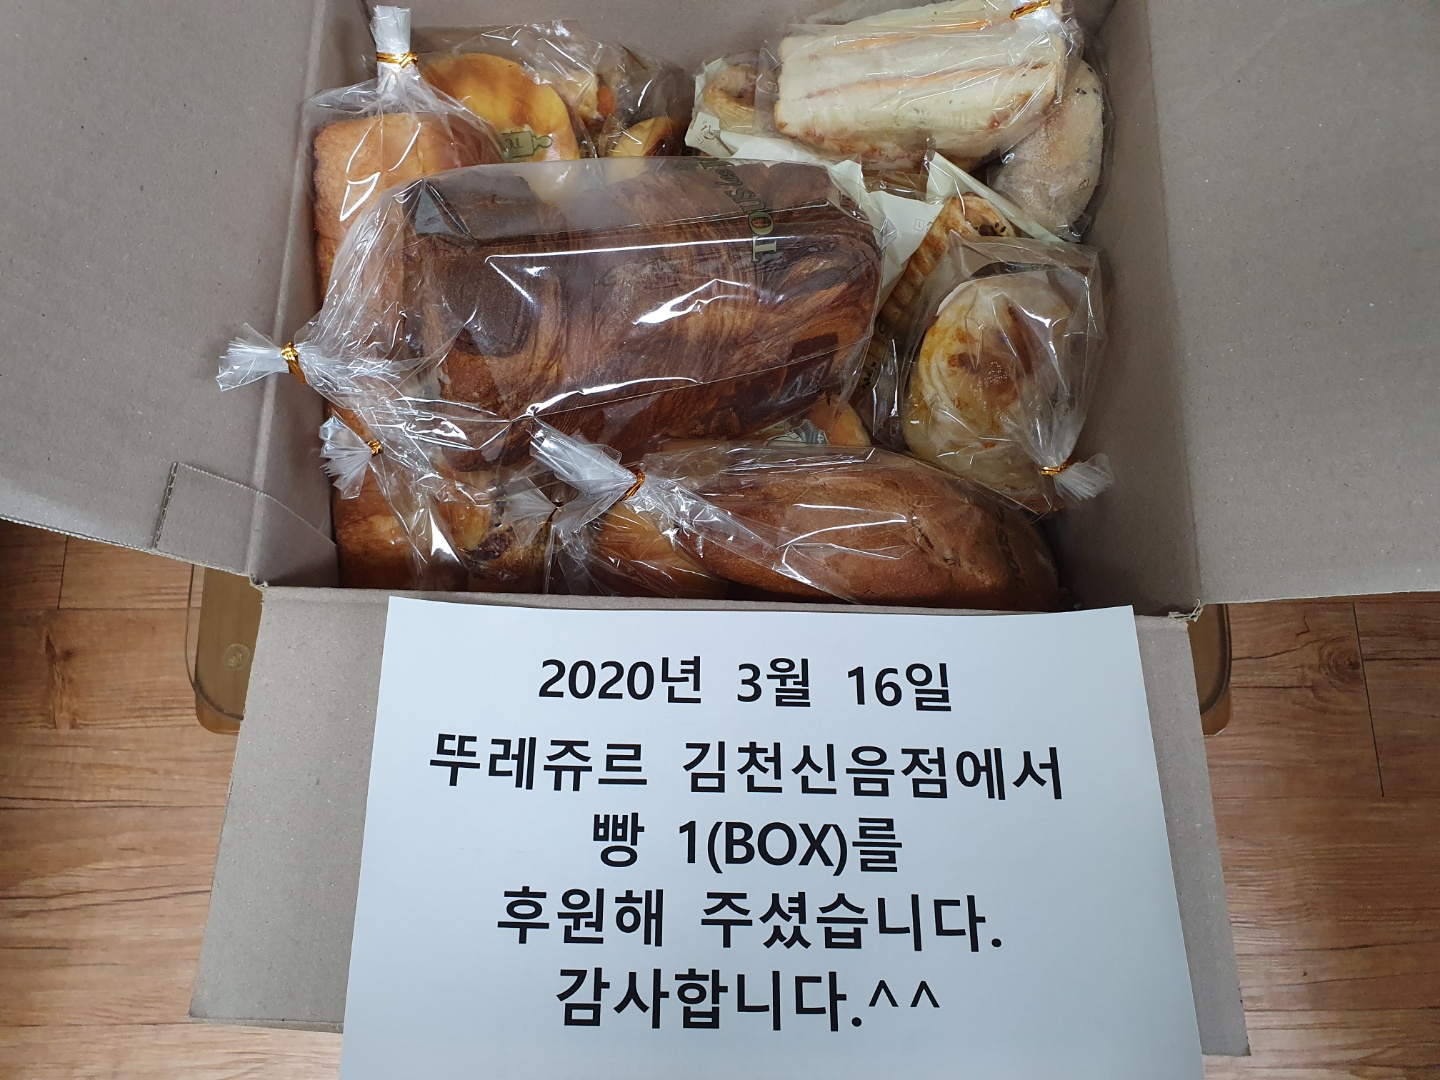 2020년 3월 16일
뚜레쥬르 김천신음점에서
빵 1(BOX)를
후원해 주셨습니다.
감사합니다.^^